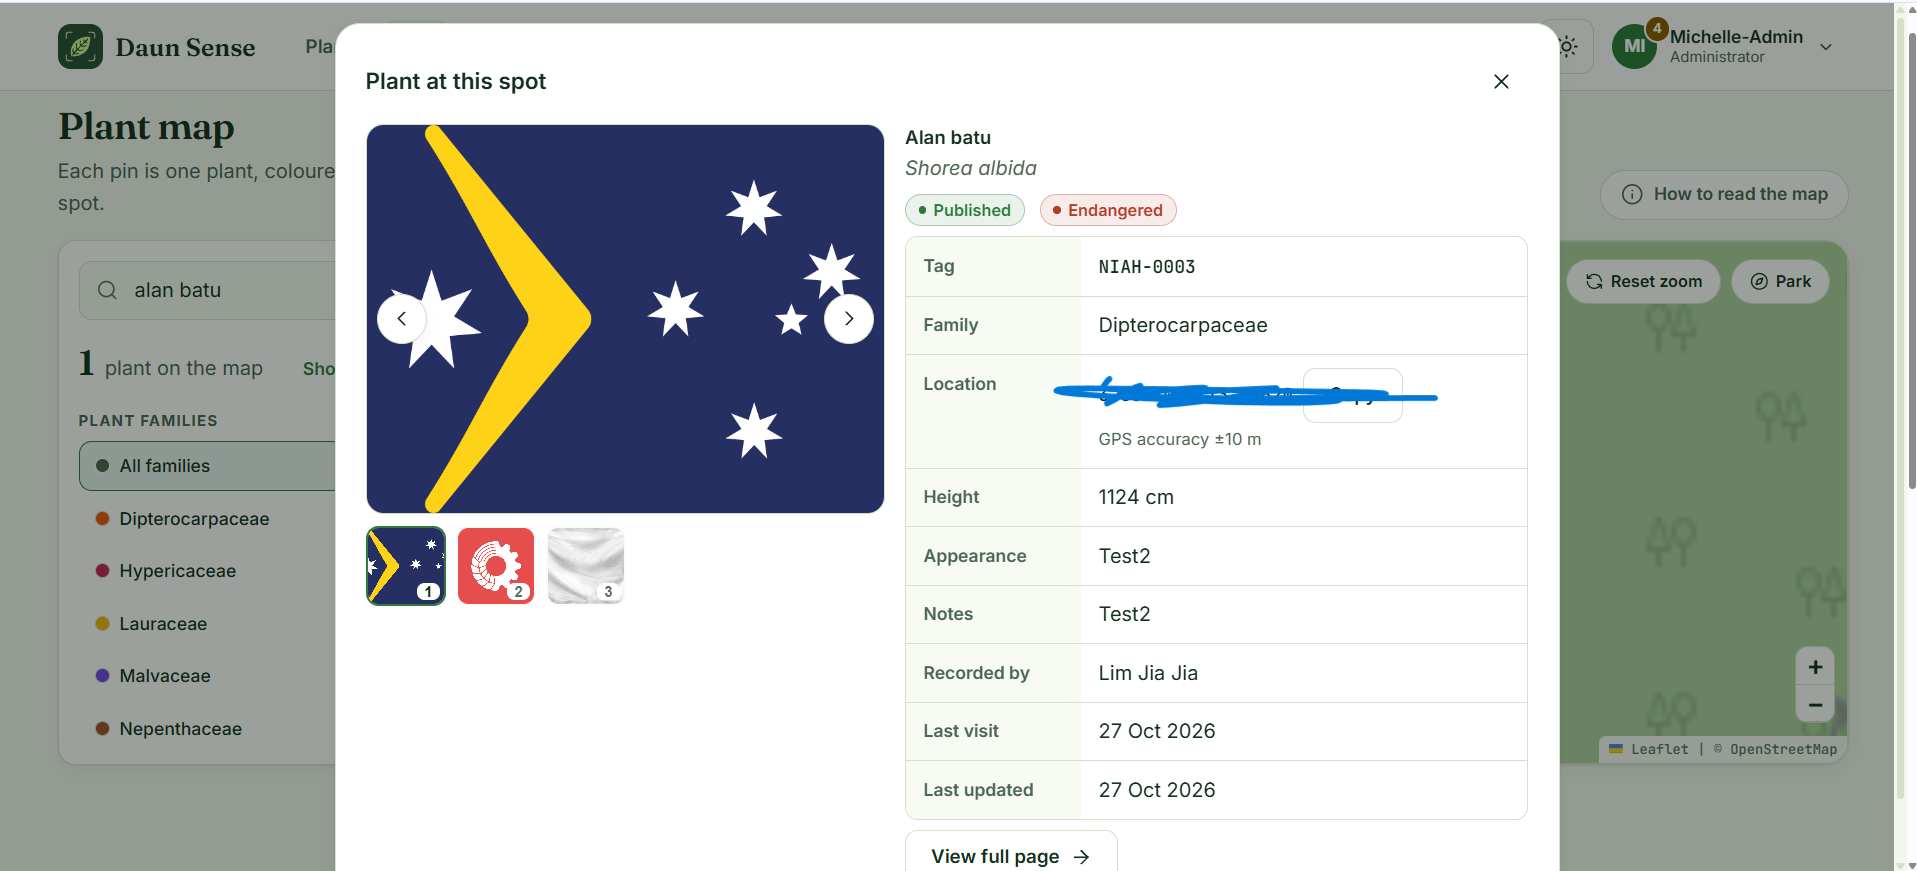 Daun Sense
MI
4
Michelle-Admin
Administrator
Plant map
Each pin is one plant, coloure
spot.
How to read the map
alan batu
1 plant on the map
Sho
PLANT FAMILIES
All families
Dipterocarpaceae
Hypericaceae
Lauraceae
Malvaceae
Nepenthaceae
Plant at this spot
1
2
3
Alan batu
Shorea albida
Published
Endangered
Tag NIAH-0003
Family Dipterocarpaceae
Location
GPS accuracy ±10 m
Height 1124 cm
Appearance Test2
Notes Test2
Recorded by Lim Jia Jia
Last visit 27 Oct 2026
Last updated 27 Oct 2026
View full page
Reset zoom
Park
+
−
Leaflet | © OpenStreetMap